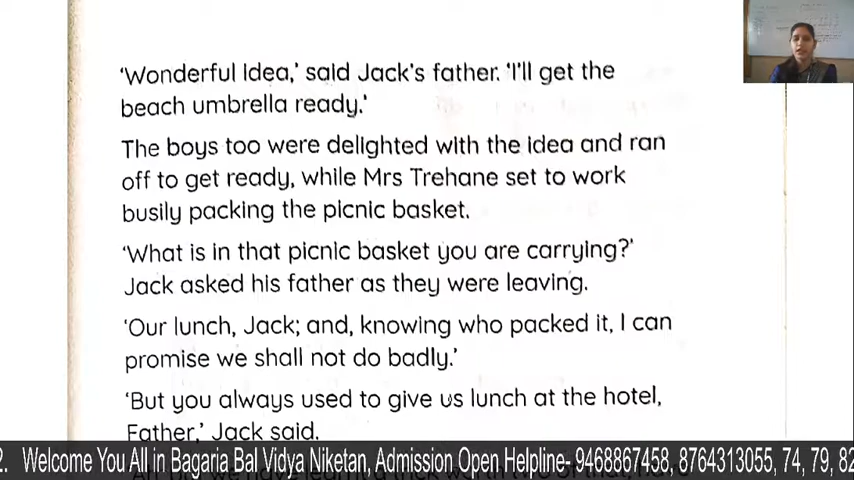 'Wonderful Idea,' said Jack's father. 'I'll get the
beach umbrella ready.'
The boys too were delighted with the idea and ran
off to get ready, while Mrs Trehane set to work
busily packing the picnic basket.
'What is in that picnic basket you are carrying?'
Jack asked his father as they were leaving.
'Our lunch, Jack; and, knowing who packed it, I can
promise we shall not do badly.'
'But you always used to give us lunch at the hotel,
Father,' Jack said.
2. Welcome You All in Bagaria Bal Vidya Niketan, Admission Open Helpline- 9468867458, 8764313055, 74, 79, 82